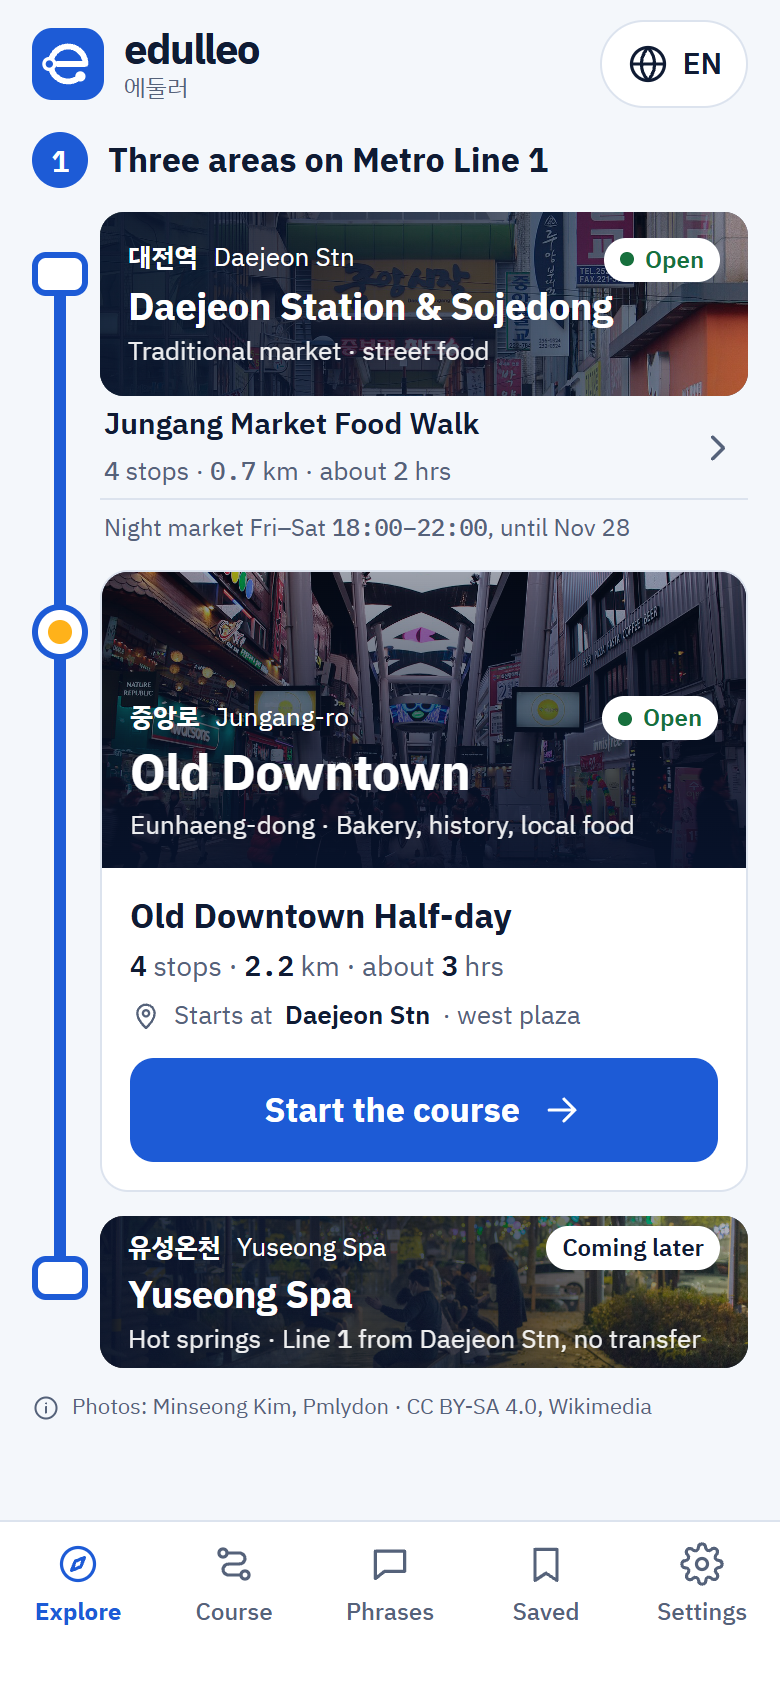 edulleo
에둘러
EN
1 Three areas on Metro Line 1
대전역 Daejeon Stn
Open
Daejeon Station & Sojedong
Traditional market · street food
Jungang Market Food Walk
4 stops · 0.7 km · about 2 hrs
Night market Fri–Sat 18:00–22:00, until Nov 28
NATURE REPUBLIC
중앙로 Jungang-ro
Open
Old Downtown
Eunhaeng-dong · Bakery, history, local food
Old Downtown Half-day
4 stops · 2.2 km · about 3 hrs
Starts at Daejeon Stn · west plaza
Start the course →
유성온천 Yuseong Spa
Coming later
Yuseong Spa
Hot springs · Line 1 from Daejeon Stn, no transfer
Photos: Minseong Kim, Pmlydon · CC BY-SA 4.0, Wikimedia
Explore
Course
Phrases
Saved
Settings